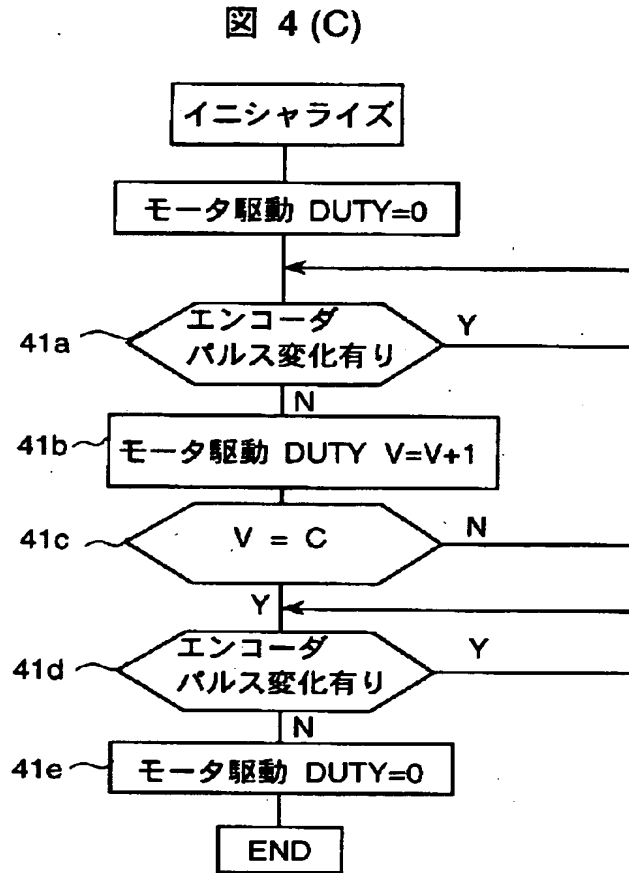 図 4 (C)
イニシャライズ
モータ駆動 DUTY=0
41a
エンコーダ
パルス変化有り
Y
N
41b
モータ駆動 DUTY V=V+1
41c
V = C
N
Y
41d
エンコーダ
パルス変化有り
Y
N
41e
モータ駆動 DUTY=0
END